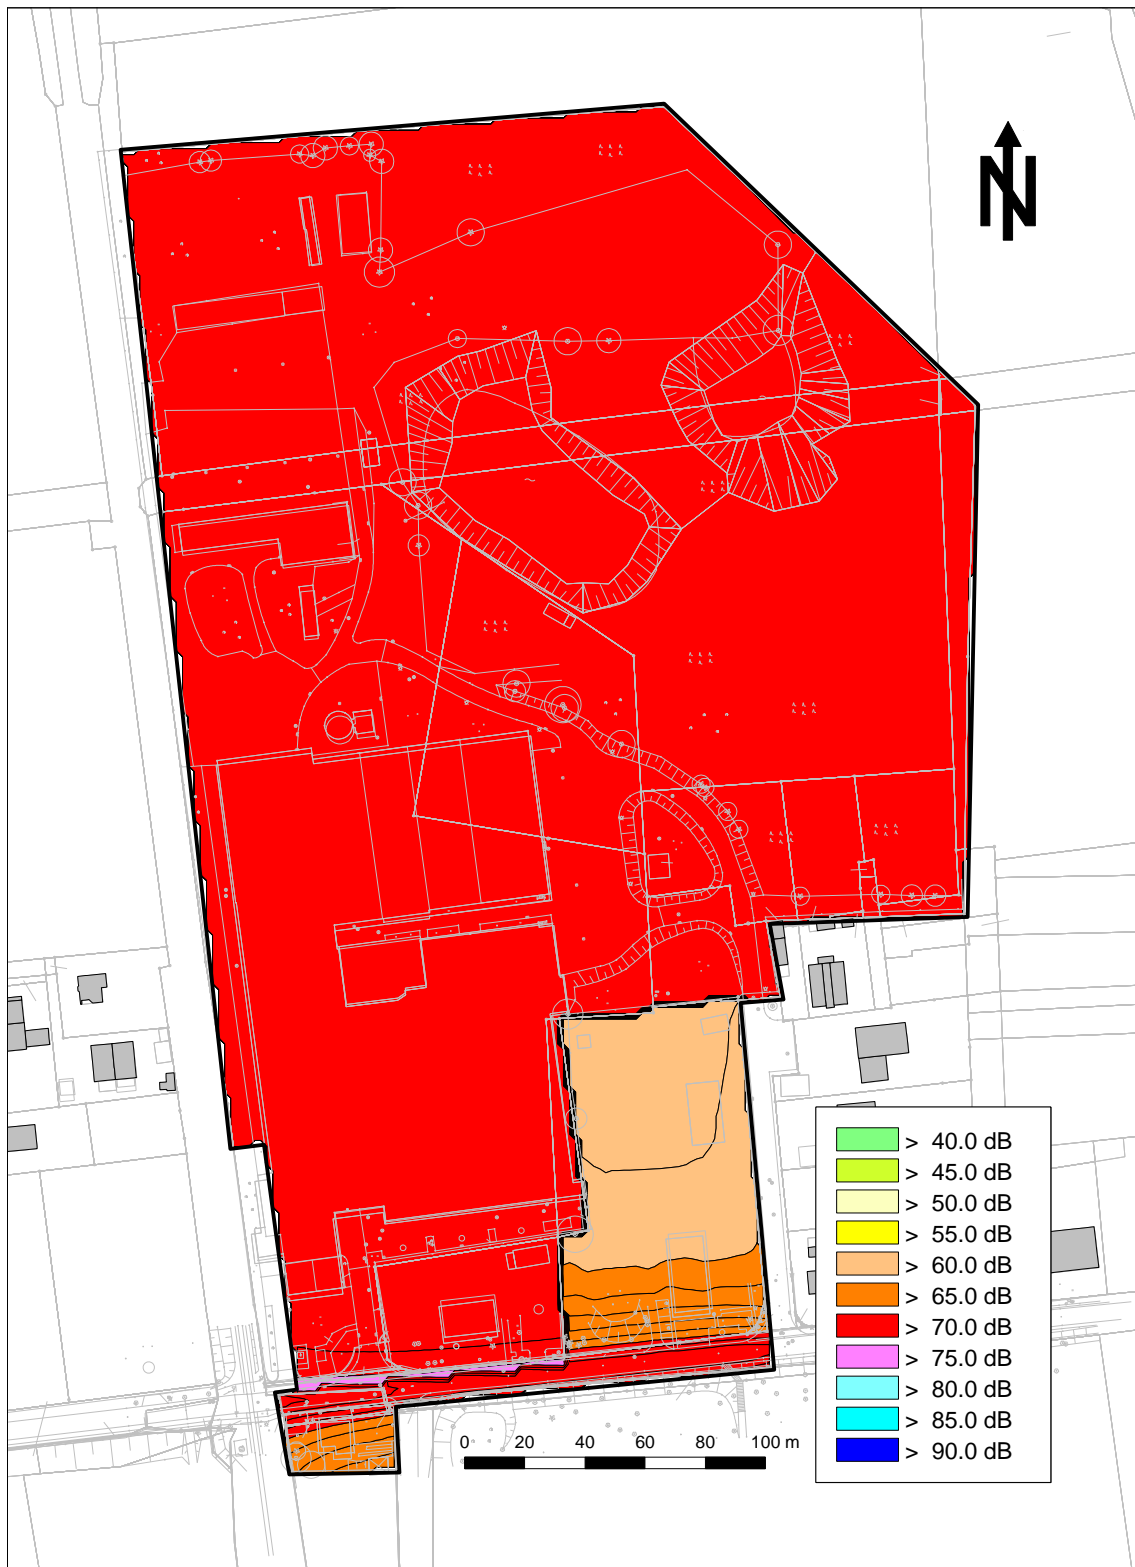 N
> 40.0 dB
> 45.0 dB
> 50.0 dB
> 55.0 dB
> 60.0 dB
> 65.0 dB
> 70.0 dB
> 75.0 dB
> 80.0 dB
> 85.0 dB
> 90.0 dB
0 20 40 60 80 100 m